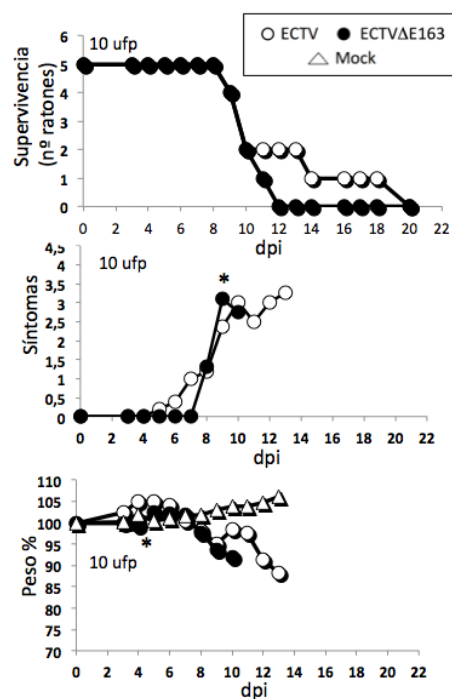 ECTV ECTVΔE163
Mock
Supervivencia
(nº ratones)
6
5
4
3
2
1
0
10 ufp
0 2 4 6 8 10 12 14 16 18 20 22
dpi
Síntomas
4,5
4
3,5
3
2,5
2
1,5
1
0,5
0
10 ufp
*
0 2 4 6 8 10 12 14 16 18 20 22
dpi
Peso %
110
105
100
95
90
85
80
75
70
*
10 ufp
0 2 4 6 8 10 12 14 16 18 20 22
dpi